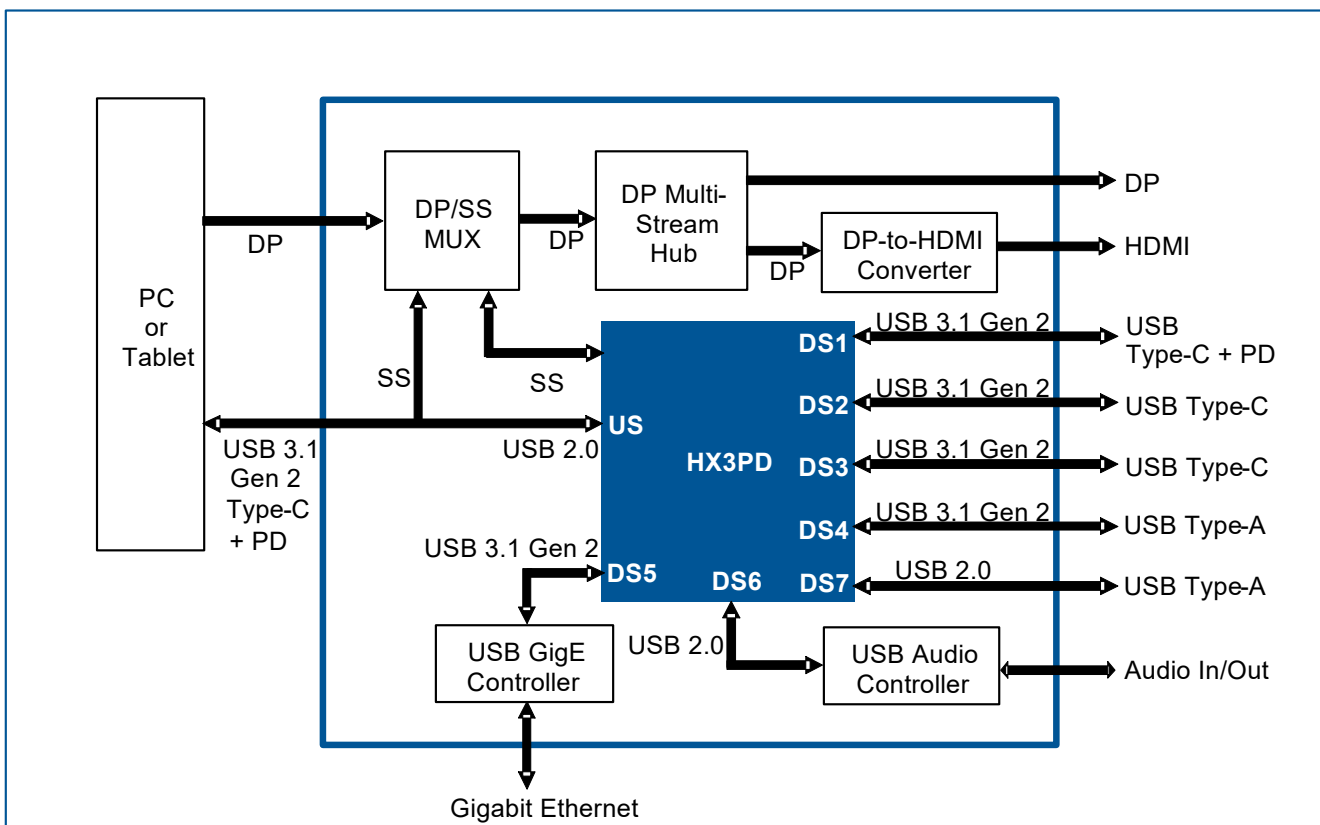 DP/SS
MUX
DP Multi-
Stream
Hub
DP
DP
DP
DP
DP-to-HDMI
Converter
HDMI
PC
or
Tablet
USB 3.1 Gen 2
DS1
USB
Type-C + PD
SS
SS
USB 3.1 Gen 2
DS2
USB Type-C
US
USB 3.1
Gen 2
Type-C
+ PD
USB 2.0
HX3PD
USB 3.1 Gen 2
DS3
USB Type-C
USB 3.1 Gen 2
DS4
USB Type-A
USB 3.1 Gen 2
DS5
DS6
DS7
USB 2.0
USB Type-A
USB GigE
Controller
USB 2.0
USB Audio
Controller
Audio In/Out
Gigabit Ethernet